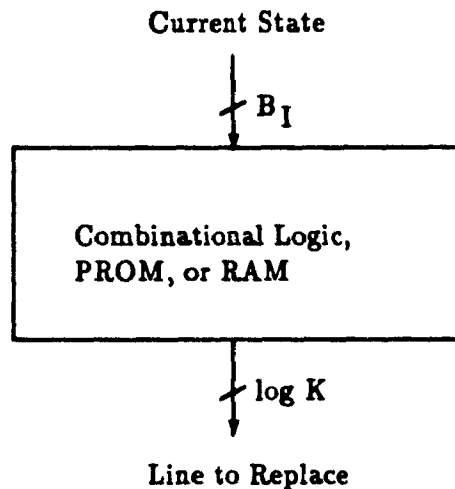 Current State
B_I
Combinational Logic,
PROM, or RAM
log K
Line to Replace